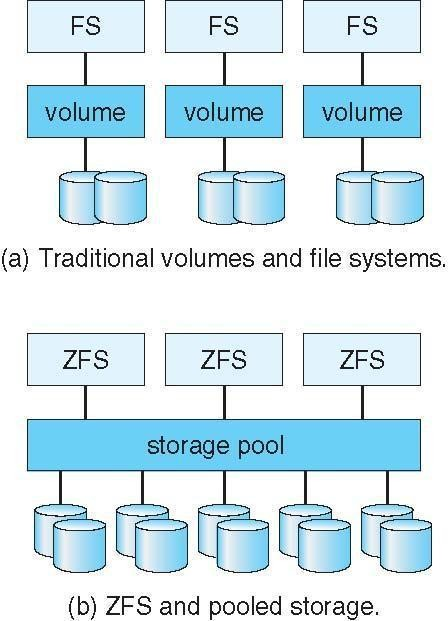 FS FS FS
volume volume volume
(a) Traditional volumes and file systems.
ZFS ZFS ZFS
storage pool
(b) ZFS and pooled storage.